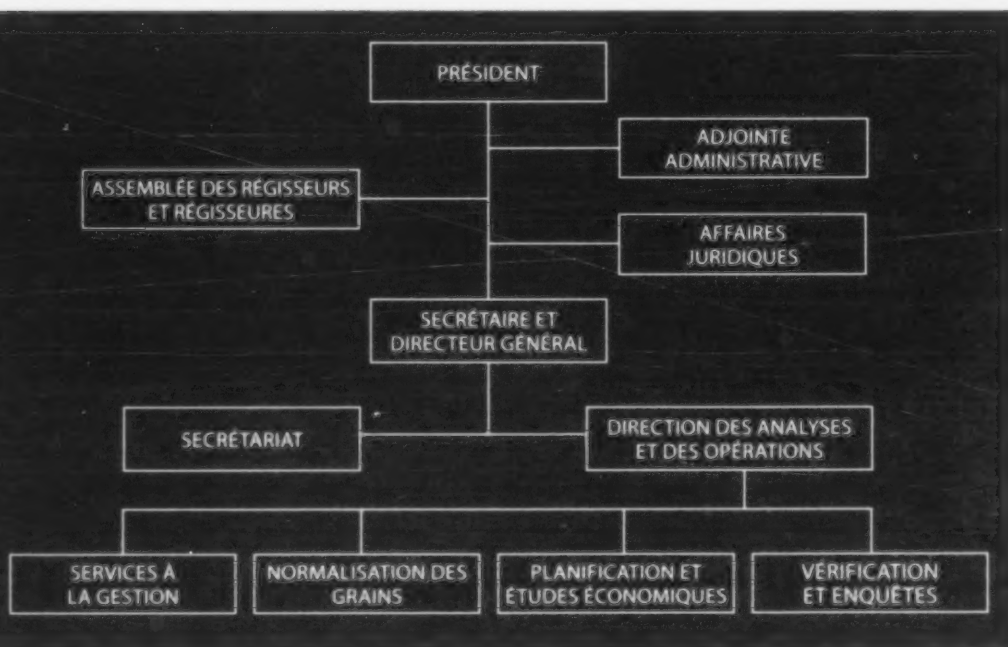 PRÉSIDENT
ADJOINTE
ADMINISTRATIVE
ASSEMBLÉE DES RÉGISSEURS
ET RÉGISSEURES
AFFAIRES
JURIDIQUES
SECRÉTAIRE ET
DIRECTEUR GÉNÉRAL
SECRÉTARIAT
DIRECTION DES ANALYSES
ET DES OPÉRATIONS
SERVICES À
LA GESTION
NORMALISATION DES
GRAINS
PLANIFICATION ET
ÉTUDES ÉCONOMIQUES
VÉRIFICATION
ET ENQUÊTES